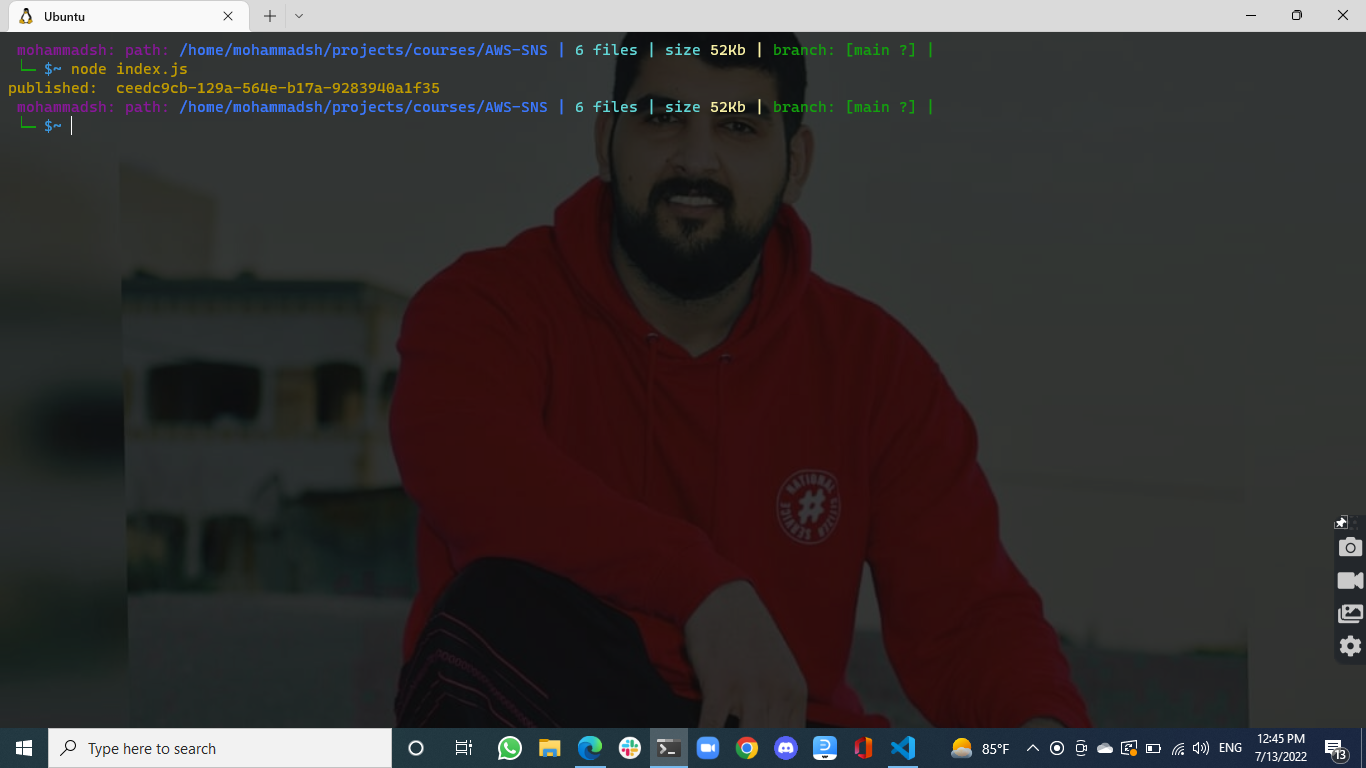 Ubuntu
mohammadsh: path: /home/mohammadsh/projects/courses/AWS-SNS | 6 files | size 52Kb | branch: [main ?] |
└─ $~ node index.js
published:  ceedc9cb-129a-564e-b17a-9283940a1f35
mohammadsh: path: /home/mohammadsh/projects/courses/AWS-SNS | 6 files | size 52Kb | branch: [main ?] |
└─ $~
NATIONAL
#
SERVICE
Type here to search
85°F
ENG
12:45 PM
7/13/2022
13